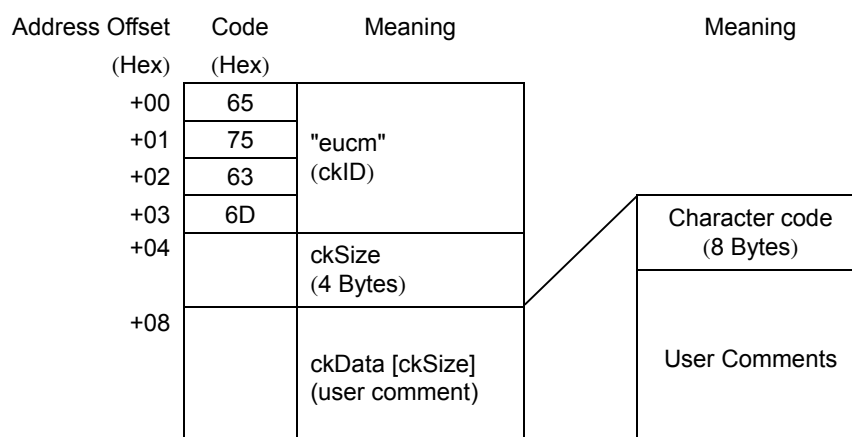 Address Offset Code Meaning Meaning
(Hex) (Hex)
+00 65
+01 75 "eucm"
+02 63 (ckID)
+03 6D Character code
+04 ckSize (8 Bytes)
(4 Bytes)
+08
ckData [ckSize] User Comments
(user comment)